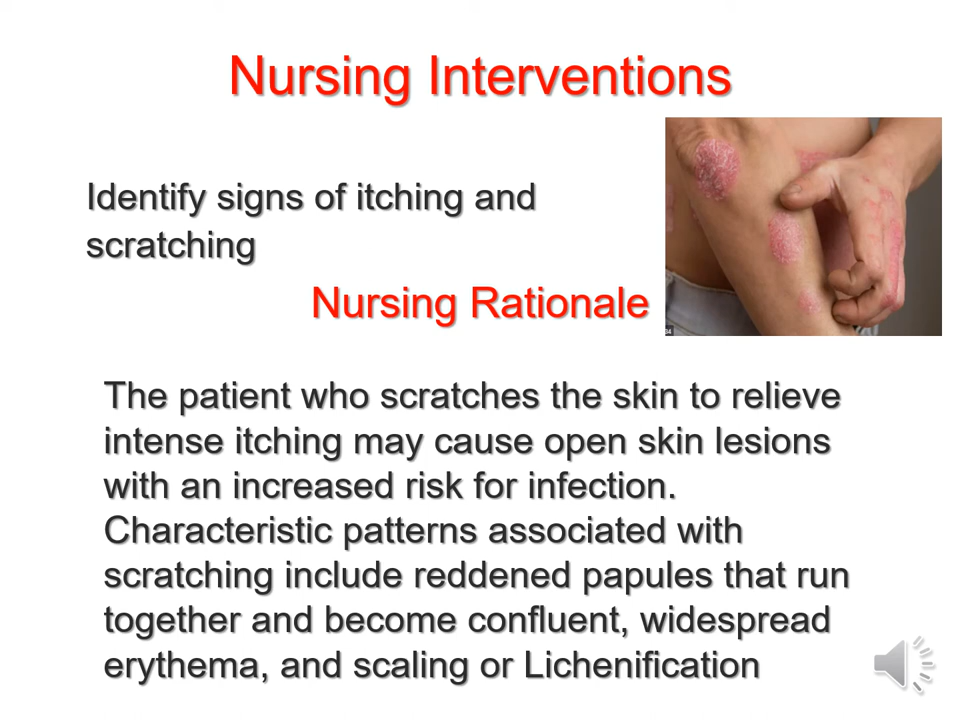 Nursing Interventions
Identify signs of itching and
scratching
Nursing Rationale
The patient who scratches the skin to relieve
intense itching may cause open skin lesions
with an increased risk for infection.
Characteristic patterns associated with
scratching include reddened papules that run
together and become confluent, widespread
erythema, and scaling or Lichenification